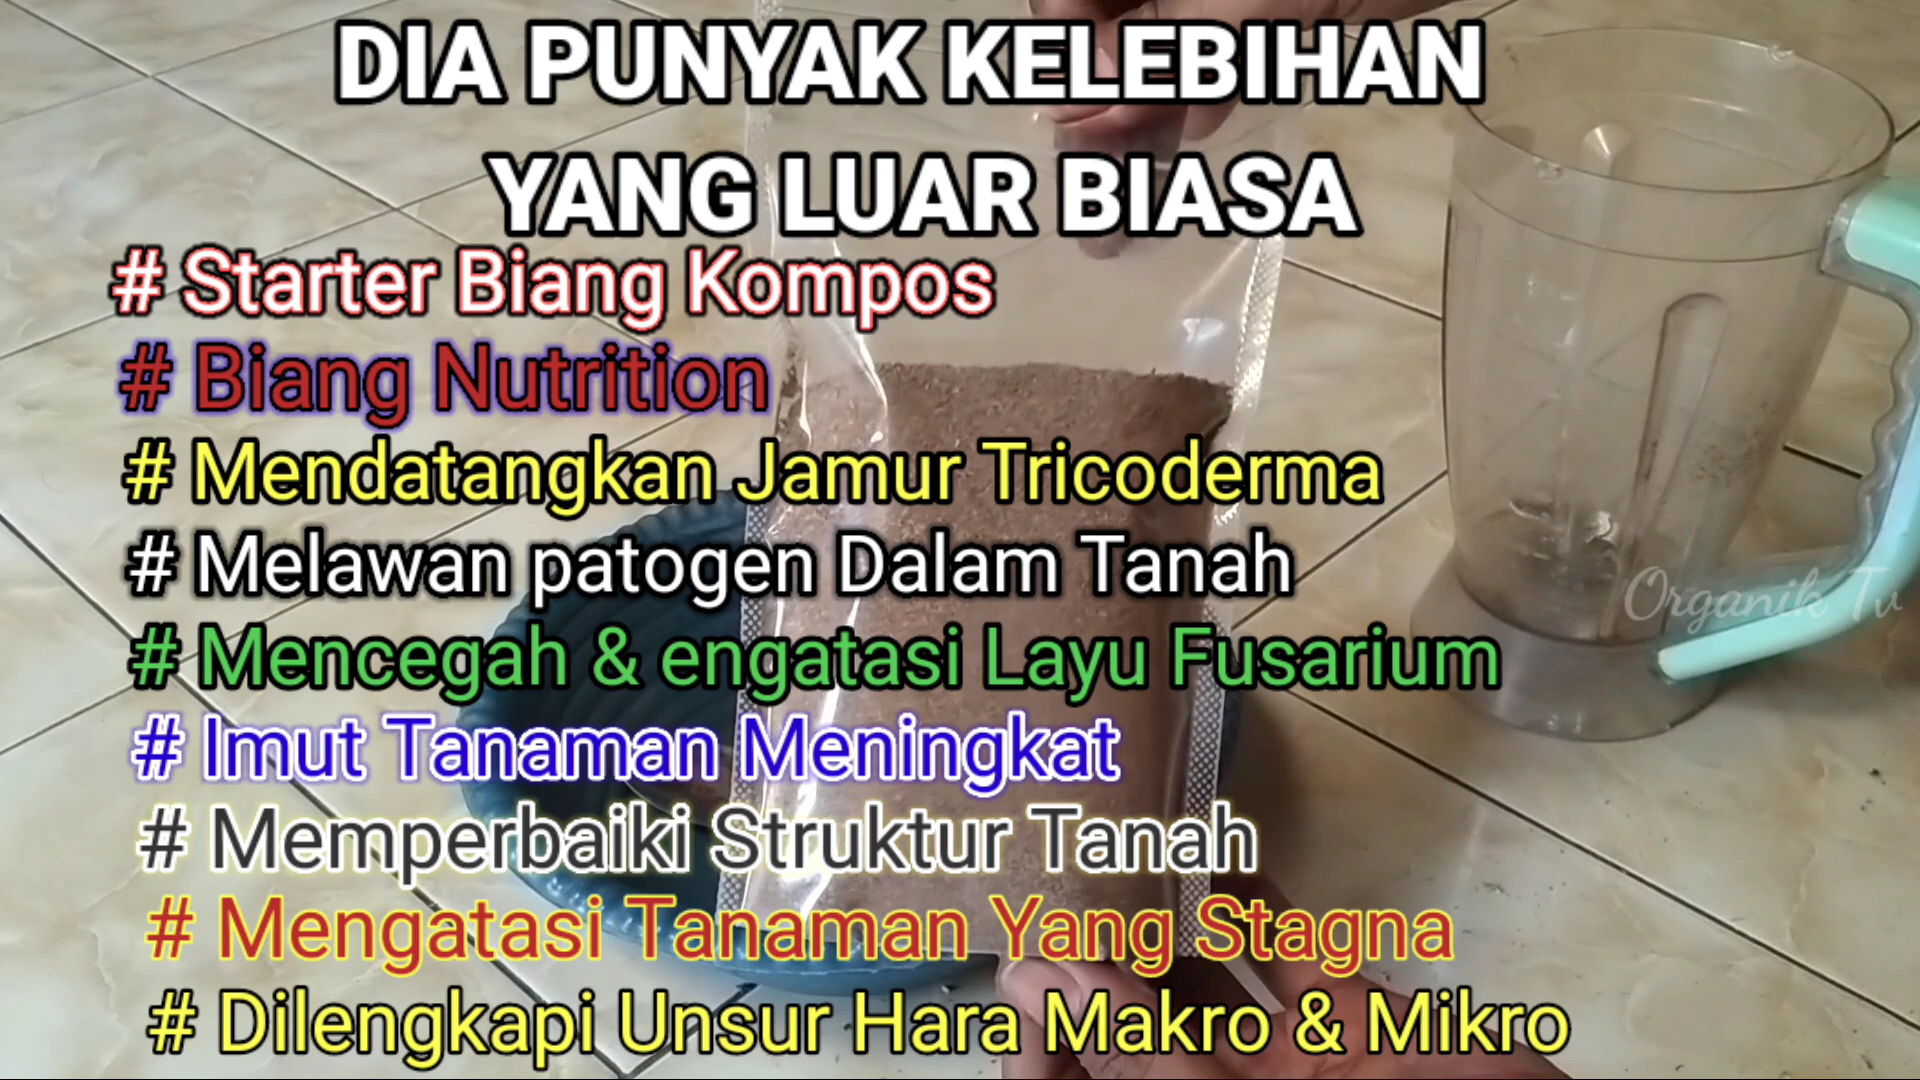 DIA PUNYAK KELEBIHAN
YANG LUAR BIASA
# Starter Biang Kompos
# Biang Nutrition
# Mendatangkan Jamur Tricoderma
# Melawan patogen Dalam Tanah
# Mencegah & engatasi Layu Fusarium
# Imut Tanaman Meningkat
# Memperbaiki Struktur Tanah
# Mengatasi Tanaman Yang Stagna
# Dilengkapi Unsur Hara Makro & Mikro
Organik Tv